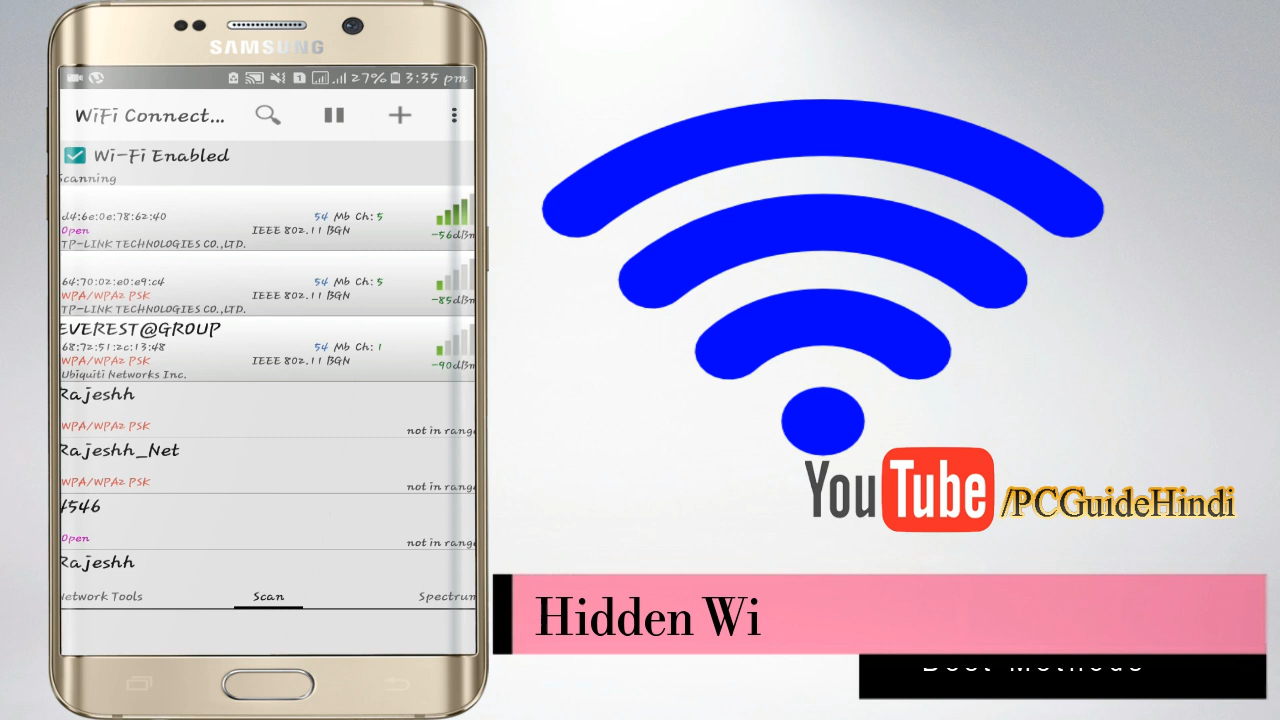 SAMSUNG
27% 3:35 pm
WiFi Connect...
Wi-Fi Enabled
Scanning
d4:6e:0e:78:62:40 54 Mb Ch: 5
Open IEEE 802.11 BGN -56dBm
TP-LINK TECHNOLOGIES CO.,LTD.
64:70:02:e0:e9:c4 54 Mb Ch: 5
WPA/WPA2 PSK IEEE 802.11 BGN -85dBm
TP-LINK TECHNOLOGIES CO.,LTD.
EVEREST@GROUP
68:72:51:2c:13:48 54 Mb Ch: 1
WPA/WPA2 PSK IEEE 802.11 BGN -90dBm
Ubiquiti Networks Inc.
Rajeshh
WPA/WPA2 PSK not in range
Rajeshh_Net
WPA/WPA2 PSK not in range
4546
Open not in range
Rajeshh
Network Tools Scan Spectrum
YouTube /PCGuideHindi
Hidden Wi
Best Methods